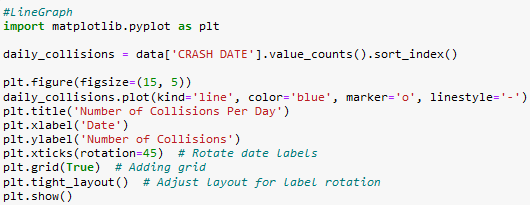 #LineGraph
import matplotlib.pyplot as plt
daily_collisions = data['CRASH DATE'].value_counts().sort_index()
plt.figure(figsize=(15, 5))
daily_collisions.plot(kind='line', color='blue', marker='o', linestyle='-')
plt.title('Number of Collisions Per Day')
plt.xlabel('Date')
plt.ylabel('Number of Collisions')
plt.xticks(rotation=45)  # Rotate date labels
plt.grid(True)  # Adding grid
plt.tight_layout()  # Adjust layout for label rotation
plt.show()